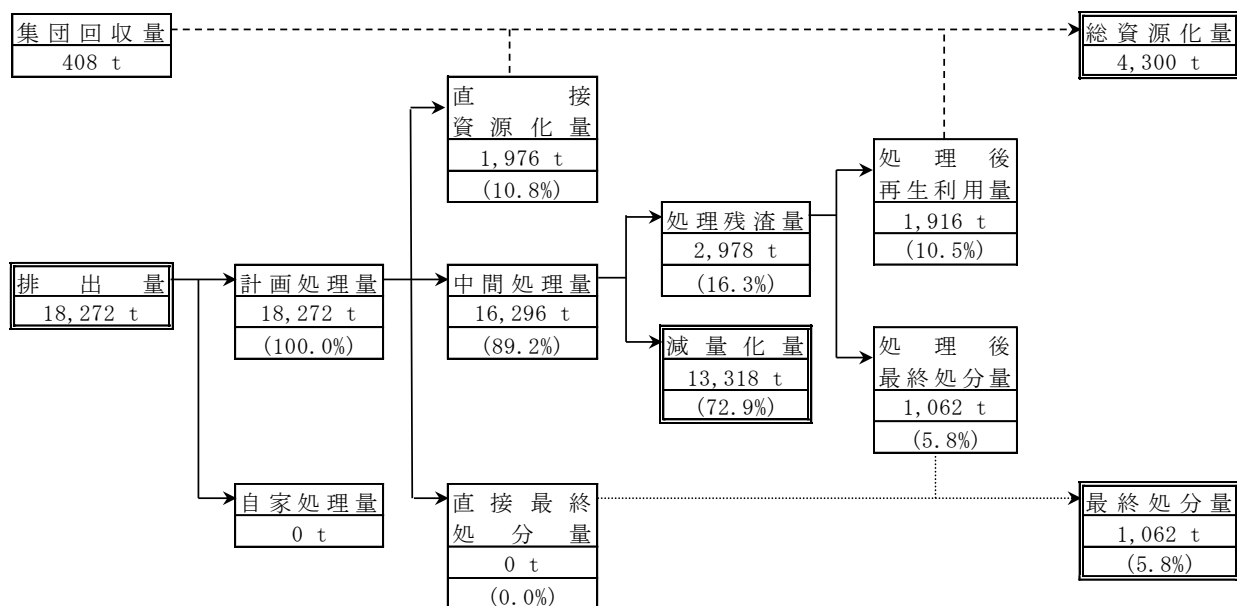 集団回収量
408 t
総資源化量
4,300 t
直接
資源化量
1,976 t
(10.8%)
処理後
再生利用量
1,916 t
(10.5%)
処理残渣量
2,978 t
(16.3%)
排出量
18,272 t
計画処理量
18,272 t
(100.0%)
中間処理量
16,296 t
(89.2%)
減量化量
13,318 t
(72.9%)
処理後
最終処分量
1,062 t
(5.8%)
自家処理量
0 t
直接最終
処分量
0 t
(0.0%)
最終処分量
1,062 t
(5.8%)